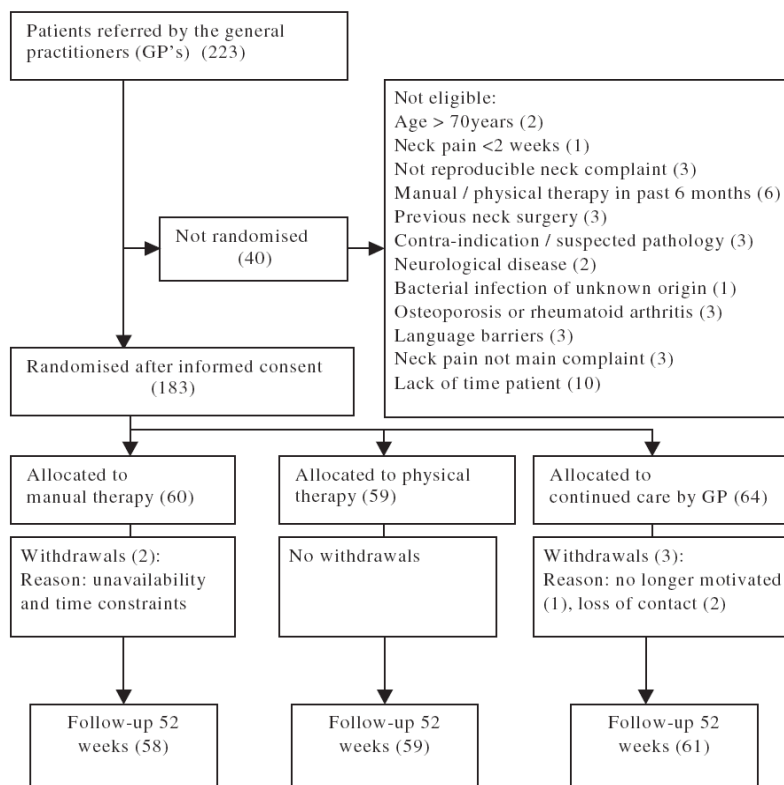 Patients referred by the general
practitioners (GP's) (223)
Not eligible:
Age > 70years (2)
Neck pain <2 weeks (1)
Not reproducible neck complaint (3)
Manual / physical therapy in past 6 months (6)
Previous neck surgery (3)
Contra-indication / suspected pathology (3)
Neurological disease (2)
Bacterial infection of unknown origin (1)
Osteoporosis or rheumatoid arthritis (3)
Language barriers (3)
Neck pain not main complaint (3)
Lack of time patient (10)
Not randomised
(40)
Randomised after informed consent
(183)
Allocated to
manual therapy (60)
Allocated to physical
therapy (59)
Allocated to
continued care by GP (64)
Withdrawals (2):
Reason: unavailability
and time constraints
No withdrawals
Withdrawals (3):
Reason: no longer motivated
(1), loss of contact (2)
Follow-up 52
weeks (58)
Follow-up 52
weeks (59)
Follow-up 52
weeks (61)